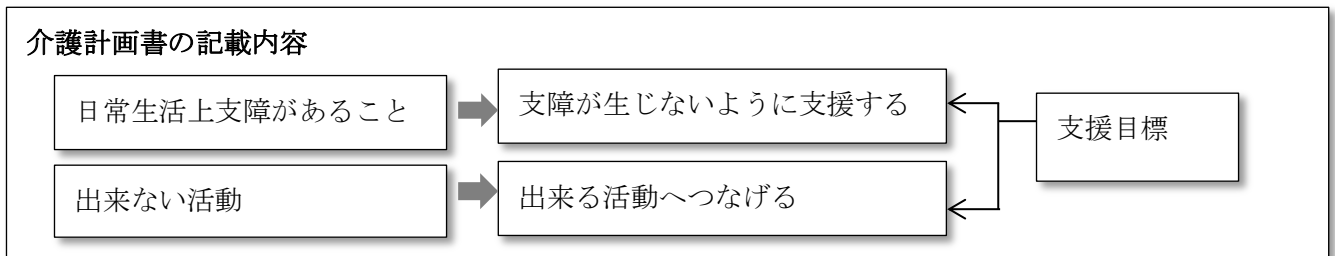 介護計画書の記載内容
日常生活上支障があること
支障が生じないように支援する
支援目標
出来ない活動
出来る活動へつなげる